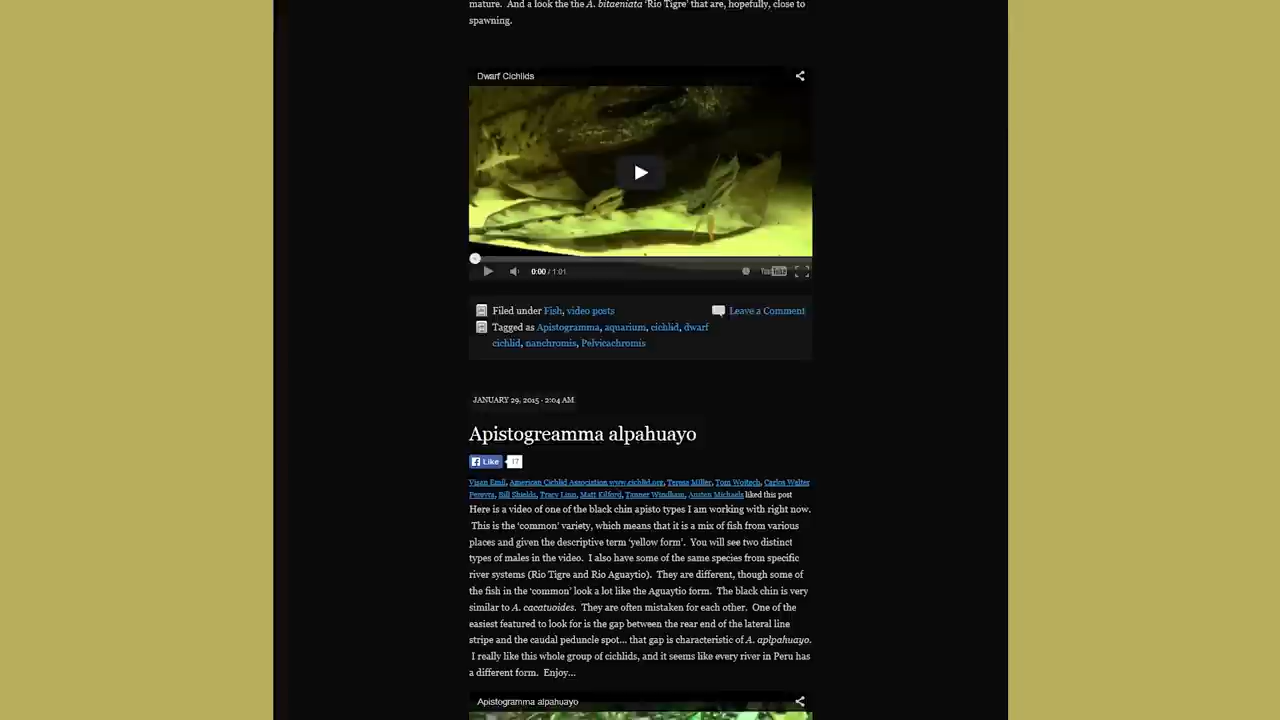 mature.  And a look the the A. bitaeniata ‘Rio Tigre’ that are, hopefully, close to
spawning.
Dwarf Cichlids
0:00 / 1:01
YouTube
Filed under Fish, video posts
Leave a Comment
Tagged as Apistogramma, aquarium, cichlid, dwarf
cichlid, nanchromis, Pelvicachromis
JANUARY 29, 2015 · 2:04 AM
Apistogreamma alpahuayo
Like 17
Visan Emil, American Cichlid Association www.cichlid.org, Teresa Miller, Tom Wojtech, Carlos Walter
Pereyra, Bill Shields, Tracy Linn, Matt Kilford, Tanner Windham, Austen Michaels liked this post
Here is a video of one of the black chin apisto types I am working with right now.
This is the ‘common’ variety, which means that it is a mix of fish from various
places and given the descriptive term ‘yellow form’.  You will see two distinct
types of males in the video.  I also have some of the same species from specific
river systems (Rio Tigre and Rio Aguaytio).  They are different, though some of
the fish in the ‘common’ look a lot like the Aguaytio form.  The black chin is very
similar to A. cacatuoides.  They are often mistaken for each other.  One of the
easiest featured to look for is the gap between the rear end of the lateral line
stripe and the caudal peduncle spot... that gap is characteristic of A. aplpahuayo.
I really like this whole group of cichlids, and it seems like every river in Peru has
a different form.  Enjoy...
Apistogramma alpahuayo